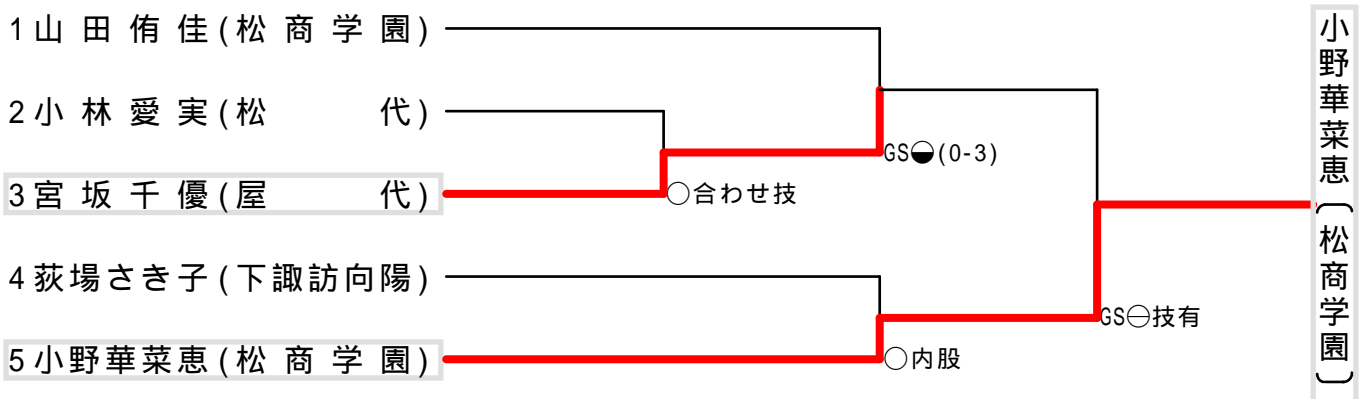 1山田侑佳(松商学園)
2小林愛実(松代)
GS(0-3)
3宮坂千優(屋代)
○合わせ技
4荻場さき子(下諏訪向陽)
GS⊖技有
5小野華菜恵(松商学園)
○内股
小野華菜恵(松商学園)